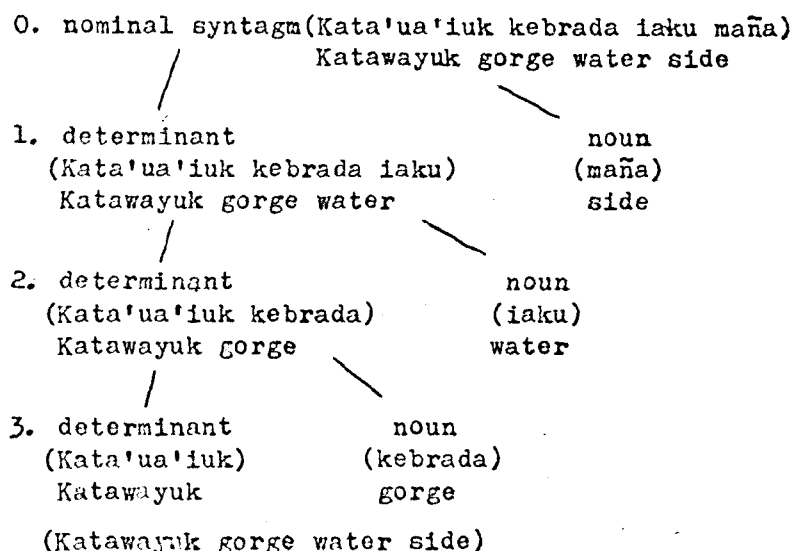 0. nominal syntagm(Kata'ua'iuk kebrada iaku maña)
Katawayuk gorge water side
1. determinant noun
(Kata'ua'iuk kebrada iaku) (maña)
Katawayuk gorge water side
2. determinant noun
(Kata'ua'iuk kebrada) (iaku)
Katawayuk gorge water
3. determinant noun
(Kata'ua'iuk) (kebrada)
Katawayuk gorge
(Katawayuk gorge water side)